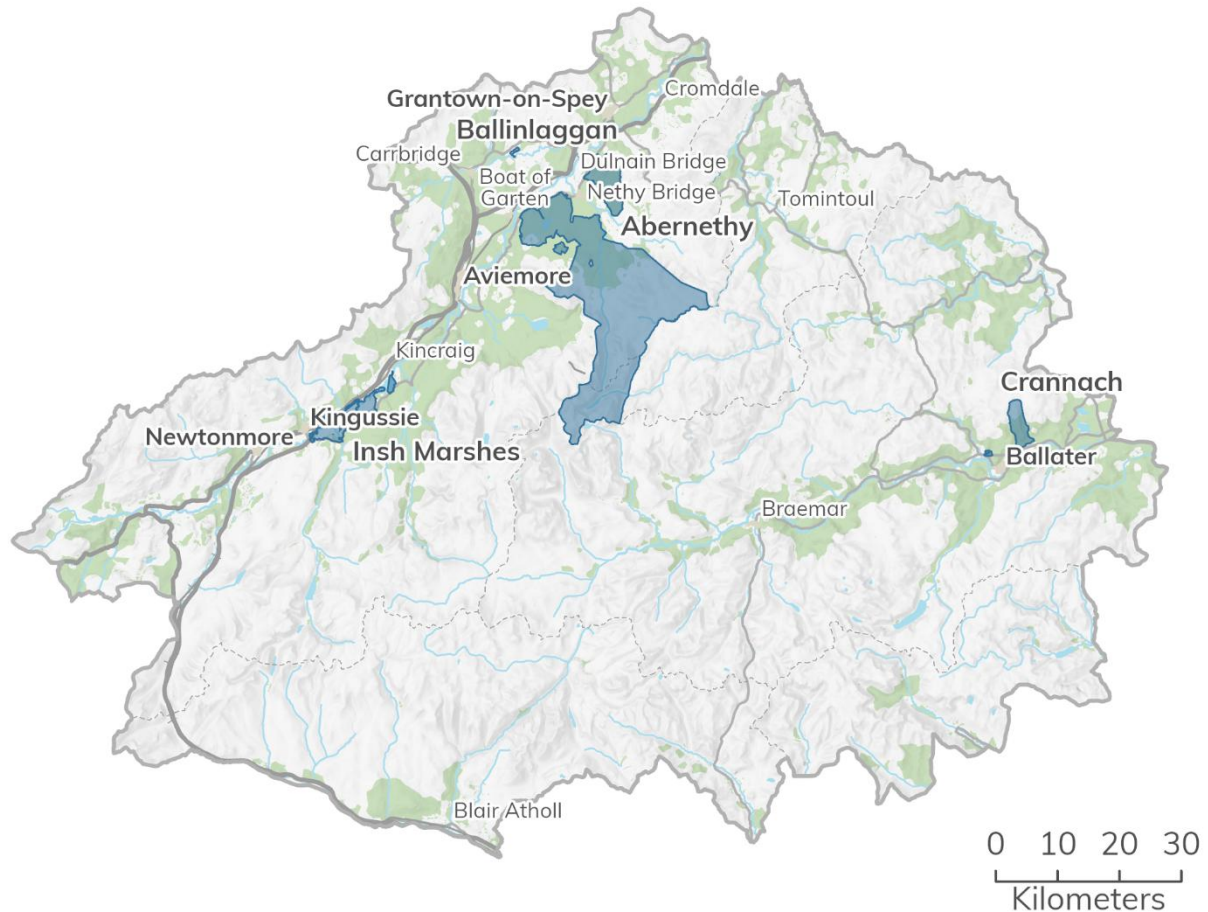 Cromdale
Grantown-on-Spey
Ballinlaggan
Carrbridge
Dulnain Bridge
Boat of
Garten
Nethy Bridge
Tomintoul
Abernethy
Aviemore
Kincraig
Crannach
Kingussie
Newtonmore
Insh Marshes
Ballater
Braemar
Blair Atholl
0 10 20 30
Kilometers